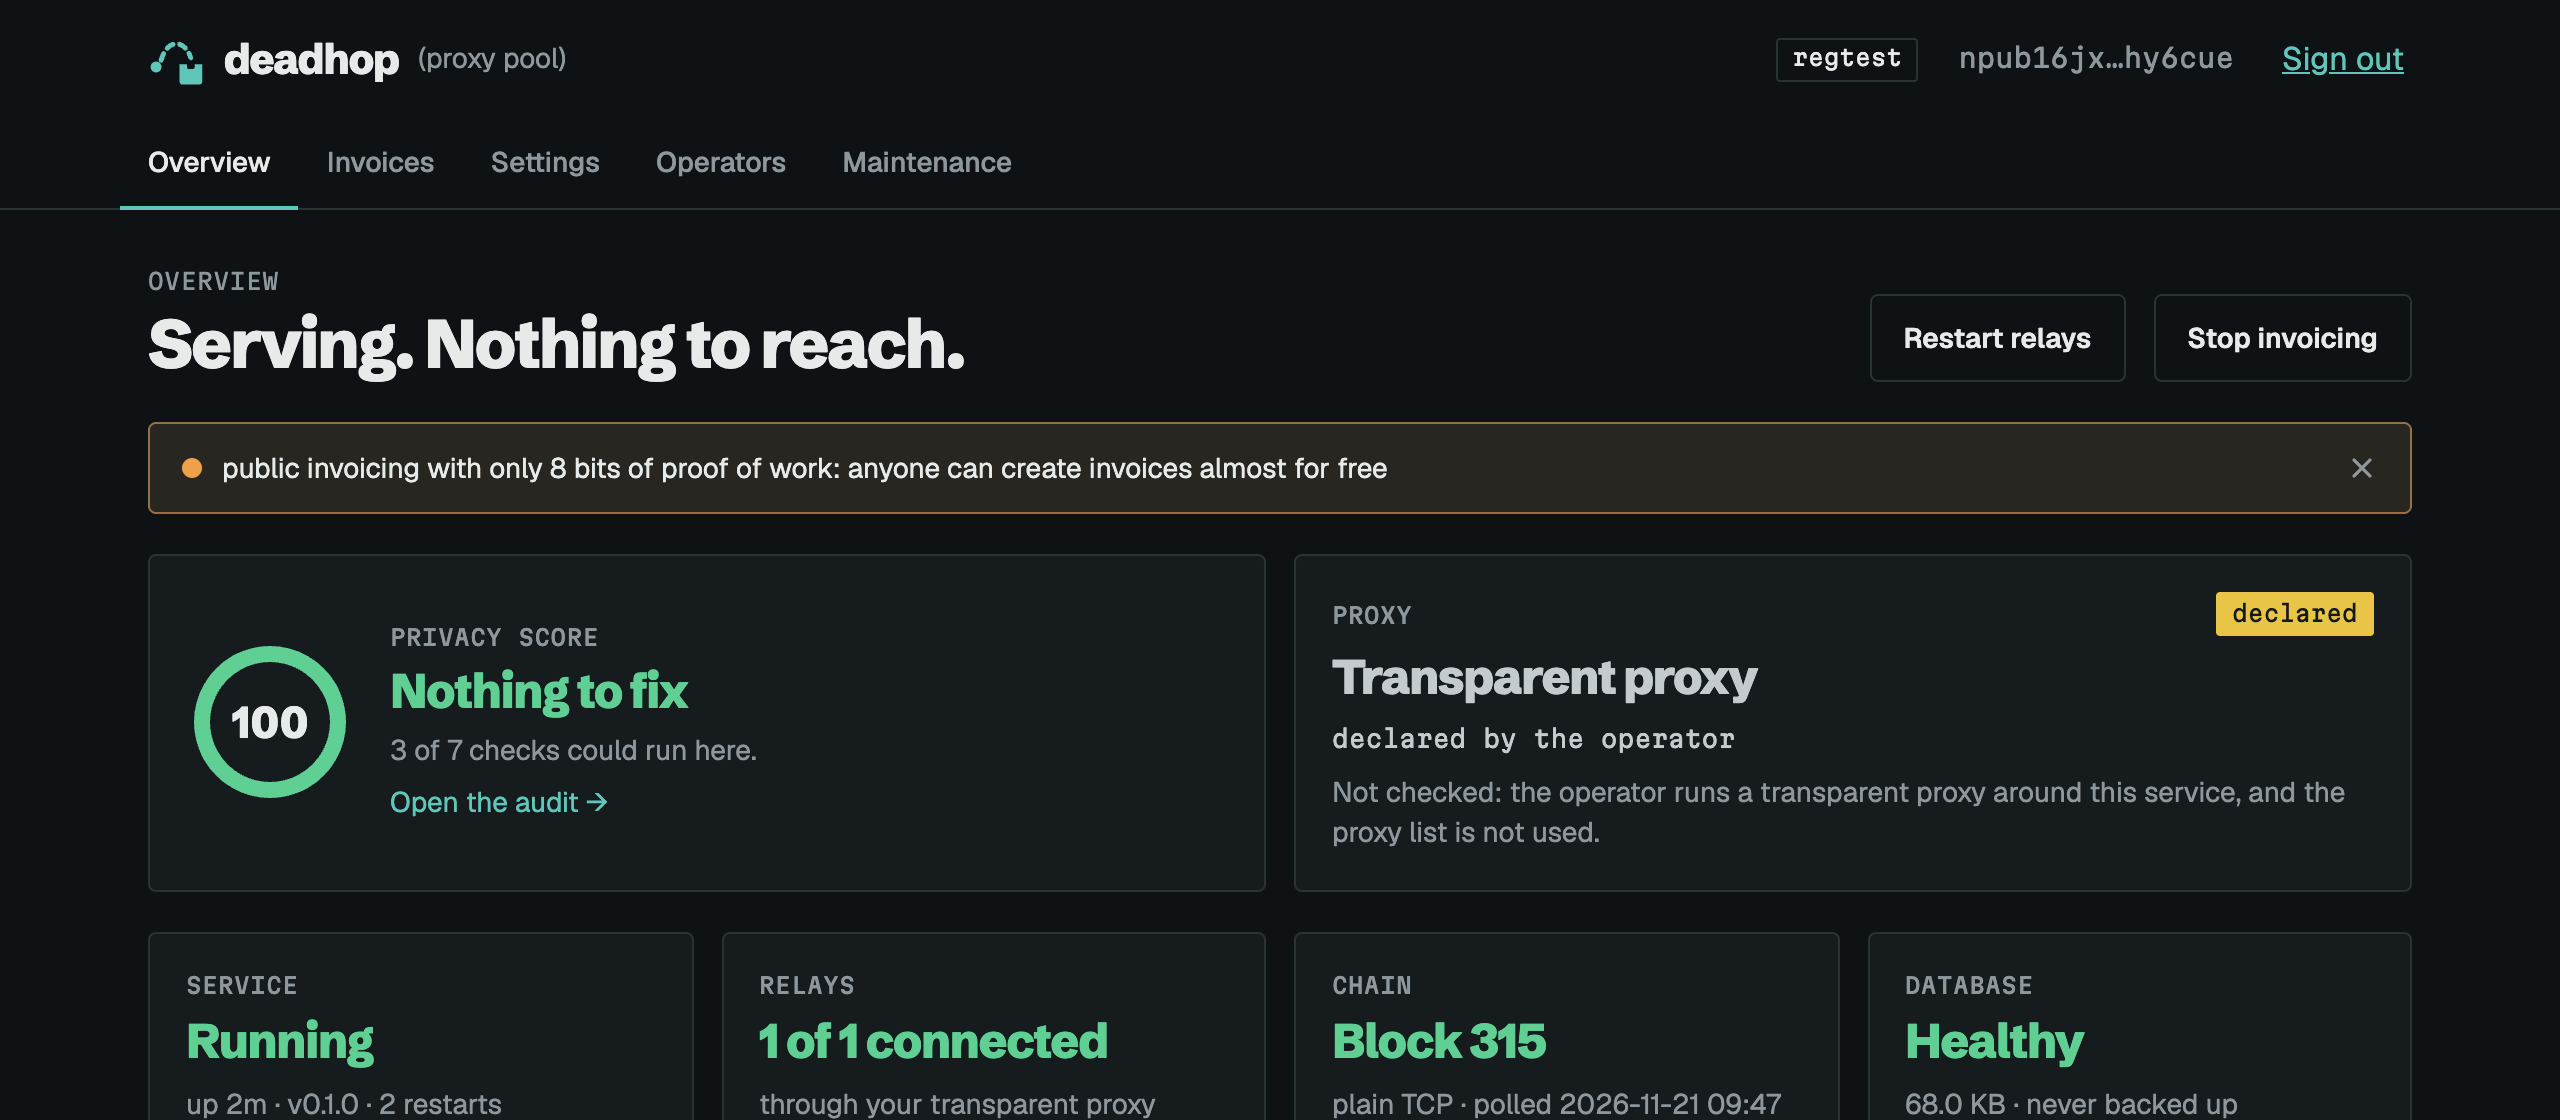 deadhop (proxy pool)
regtest npub16jx…hy6cue Sign out
Overview Invoices Settings Operators Maintenance
OVERVIEW
Serving. Nothing to reach.
Restart relays Stop invoicing
public invoicing with only 8 bits of proof of work: anyone can create invoices almost for free
100
PRIVACY SCORE
Nothing to fix
3 of 7 checks could run here.
Open the audit →
PROXY
declared
Transparent proxy
declared by the operator
Not checked: the operator runs a transparent proxy around this service, and the
proxy list is not used.
SERVICE
Running
up 2m · v0.1.0 · 2 restarts
RELAYS
1 of 1 connected
through your transparent proxy
CHAIN
Block 315
plain TCP · polled 2026-11-21 09:47
DATABASE
Healthy
68.0 KB · never backed up